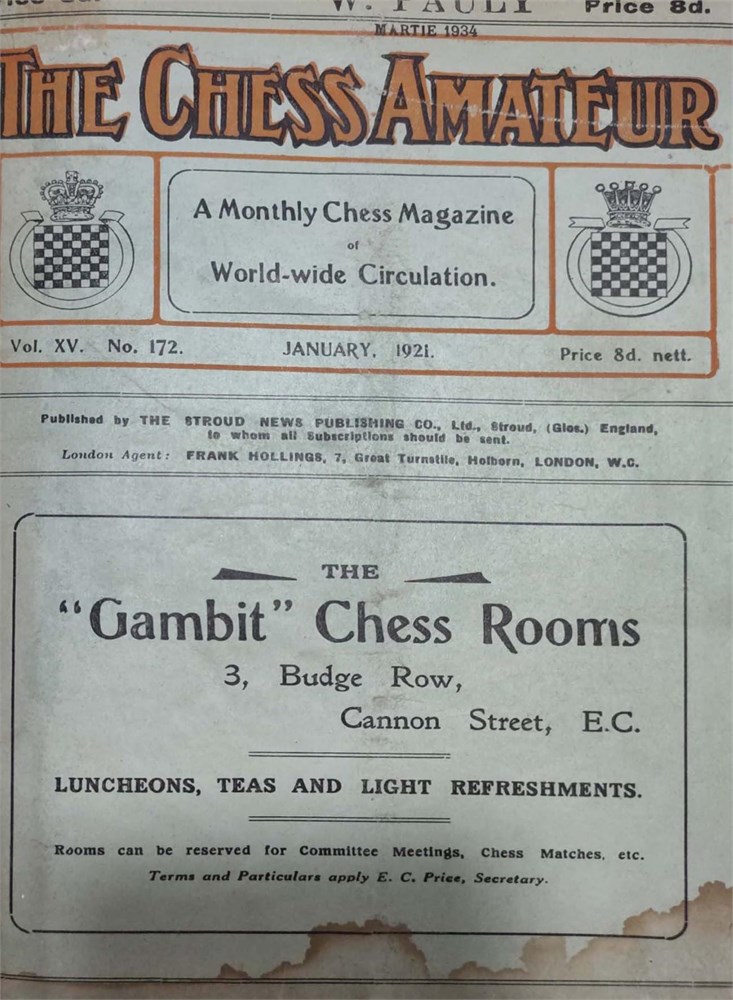 W. PAULY
Price 8d.
MARTIE 1934
THE CHESS AMATEUR
A Monthly Chess Magazine
of
World-wide Circulation.
Vol. XV. No. 172.
JANUARY, 1921.
Price 8d. nett.
Published by THE STROUD NEWS PUBLISHING CO., Ltd., Stroud, (Glos.) England,
to whom all Subscriptions should be sent.
London Agent: FRANK HOLLINGS, 7, Great Turnstile, Holborn, LONDON, W.C.
THE
"Gambit" Chess Rooms
3, Budge Row,
Cannon Street, E.C.
LUNCHEONS, TEAS AND LIGHT REFRESHMENTS.
Rooms can be reserved for Committee Meetings, Chess Matches, etc.
Terms and Particulars apply E. C. Price, Secretary.